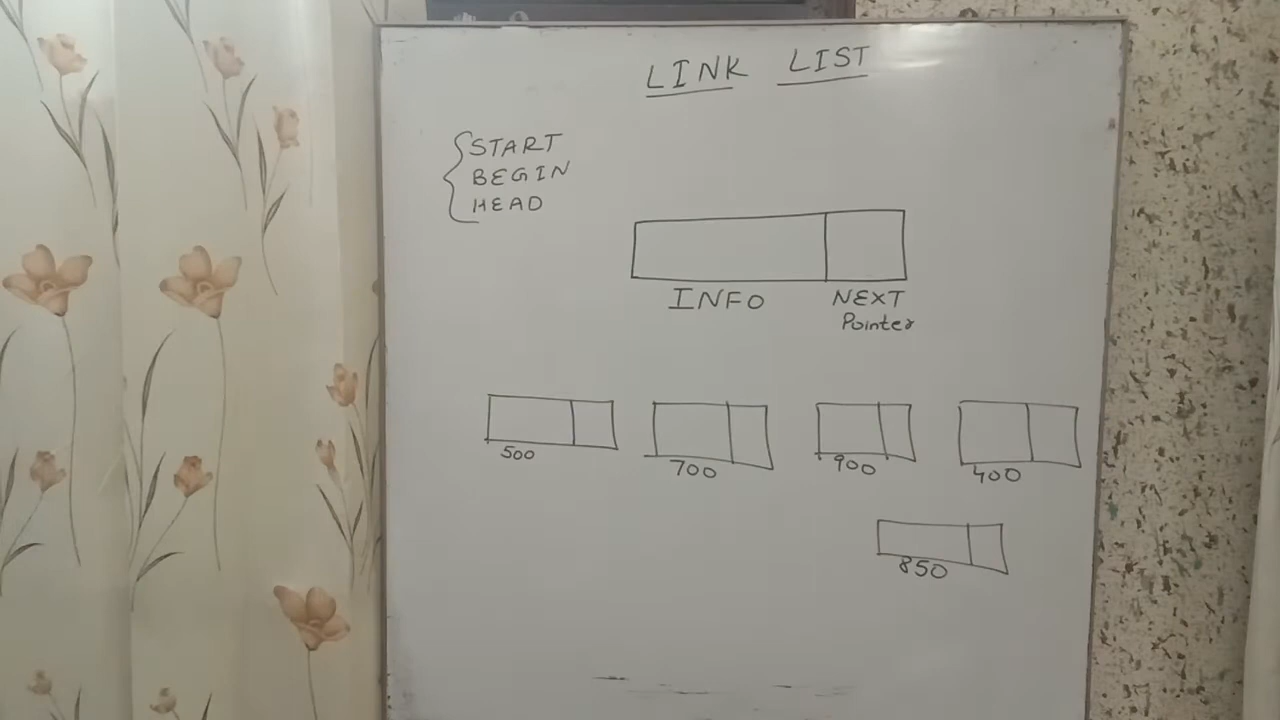 LINK LIST
START
BEGIN
HEAD
INFO
NEXT
Pointer
500
700
900
400
850